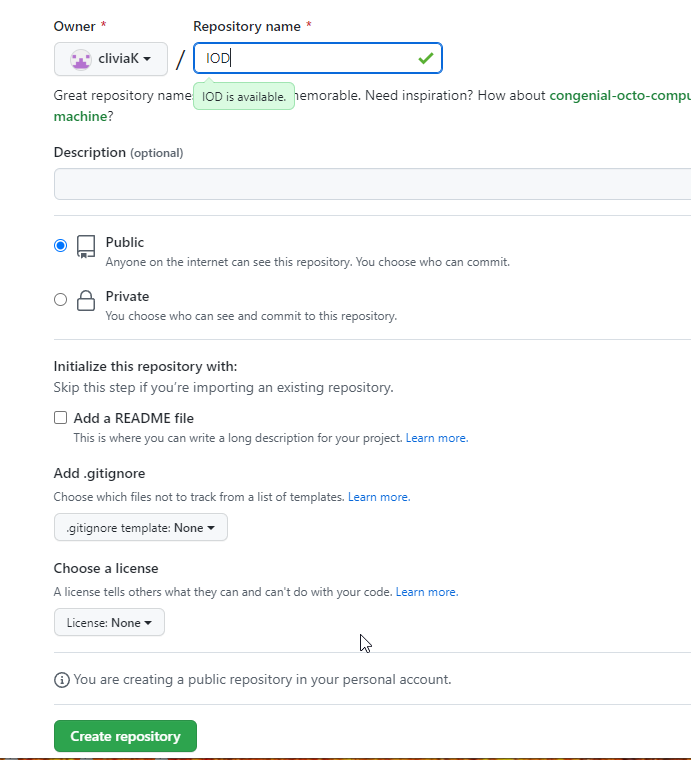 Owner * Repository name *
cliviaK / IOD
Great repository name IOD is available. memorable. Need inspiration? How about congenial-octo-compu
machine?
Description (optional)
Public
Anyone on the internet can see this repository. You choose who can commit.
Private
You choose who can see and commit to this repository.
Initialize this repository with:
Skip this step if you're importing an existing repository.
Add a README file
This is where you can write a long description for your project. Learn more.
Add .gitignore
Choose which files not to track from a list of templates. Learn more.
.gitignore template: None
Choose a license
A license tells others what they can and can't do with your code. Learn more.
License: None
You are creating a public repository in your personal account.
Create repository